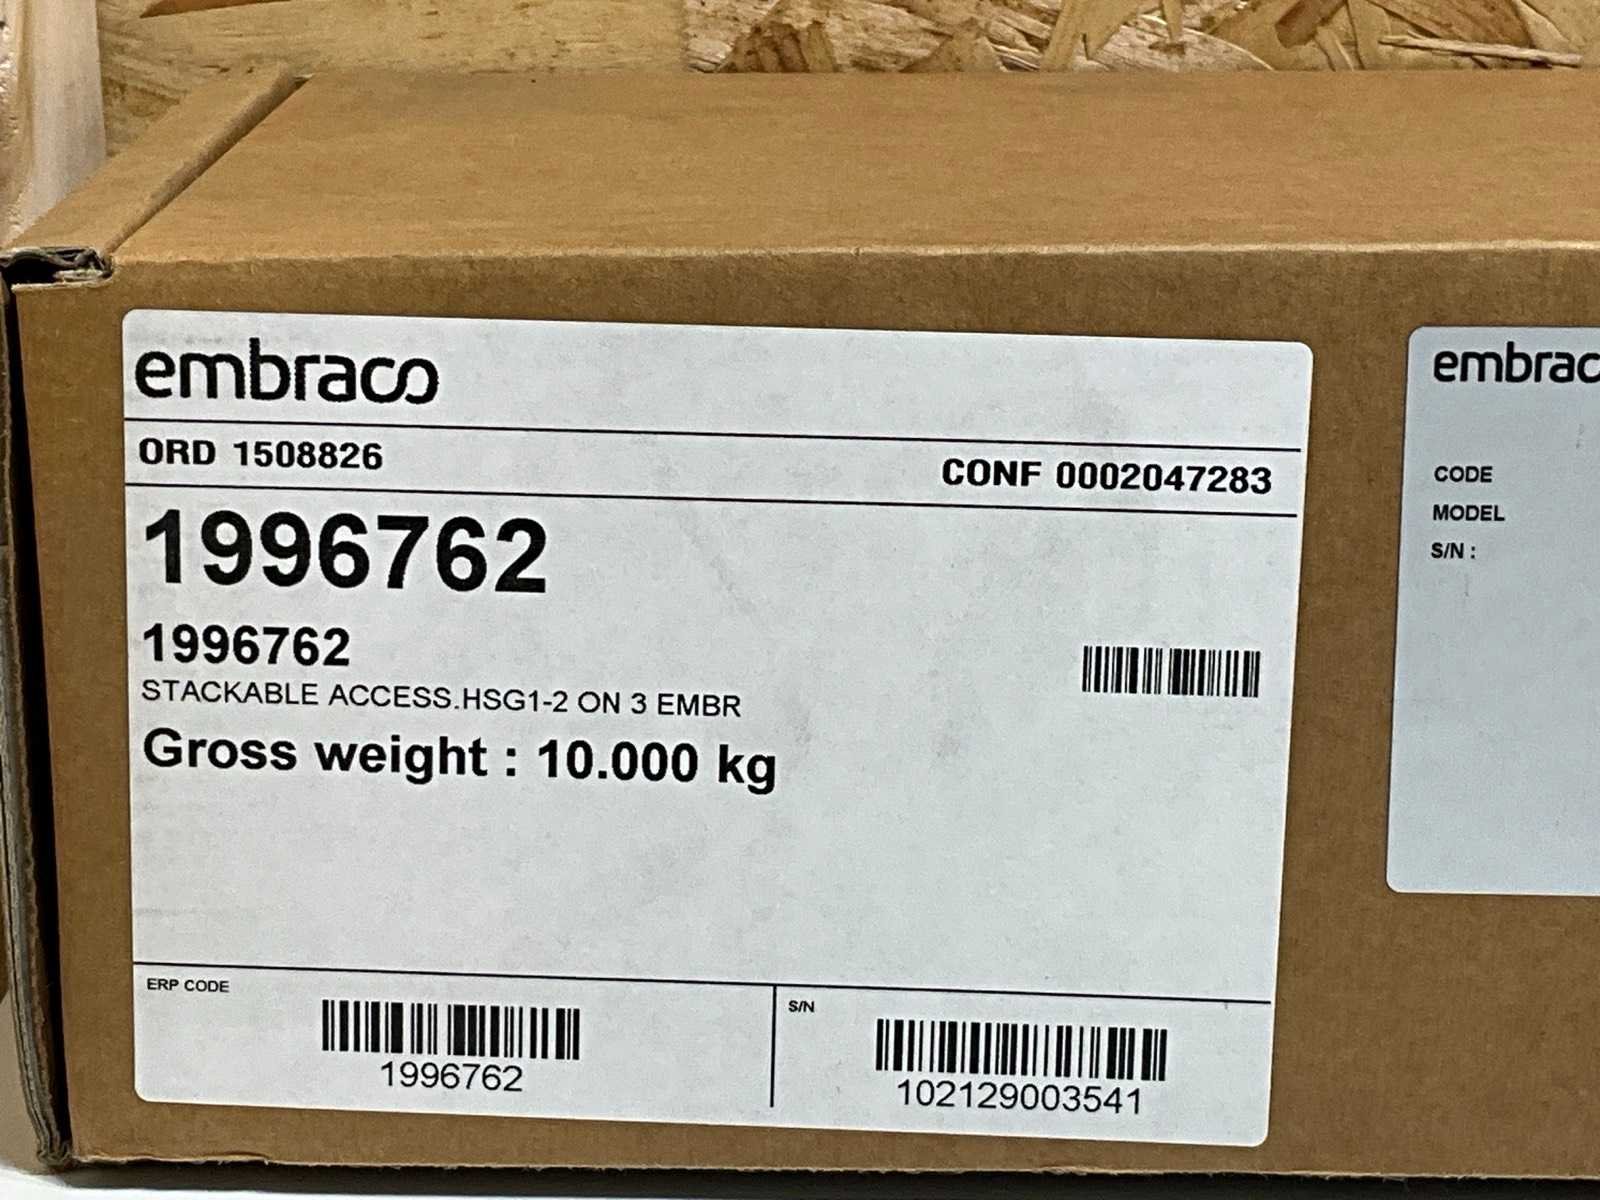 embraco
ORD 1508826
CONF 0002047283
1996762
1996762
STACKABLE ACCESS.HSG1-2 ON 3 EMBR
Gross weight : 10.000 kg
ERP CODE
1996762
S/N
102129003541
embrac
CODE
MODEL
S/N :